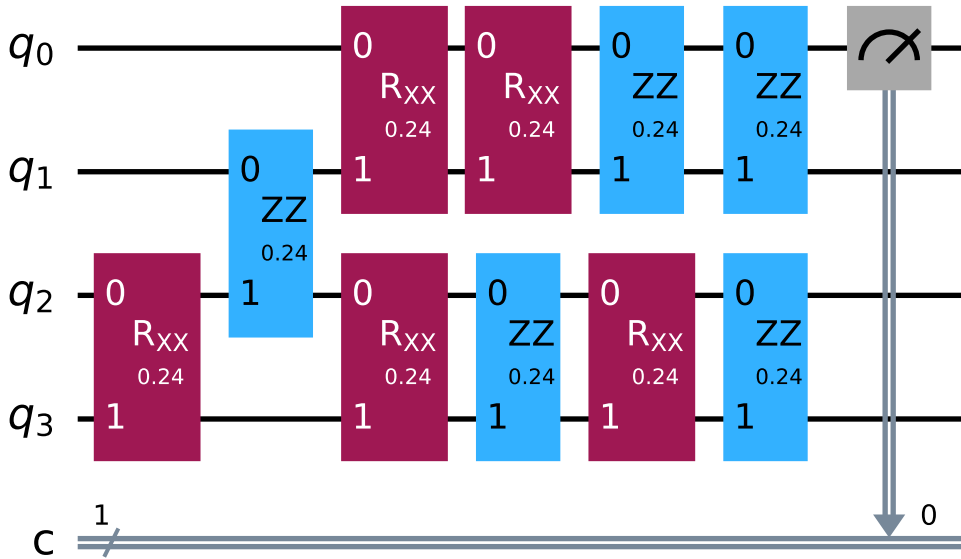 q0 0 0 0 0
RXX RXX ZZ ZZ
0.24 0.24 0.24 0.24
q1 0 1 1 1 1
ZZ
0.24
q2 0 1 0 0 0 0
RXX RXX ZZ RXX ZZ
0.24 0.24 0.24 0.24 0.24
q3 1 1 1 1 1
1 0
c